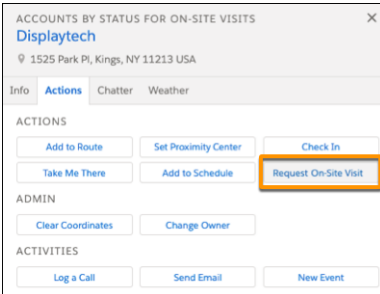 ACCOUNTS BY STATUS FOR ON-SITE VISITS
Displaytech
1525 Park Pl, Kings, NY 11213 USA
Info Actions Chatter Weather
ACTIONS
Add to Route Set Proximity Center Check In
Take Me There Add to Schedule Request On-Site Visit
ADMIN
Clear Coordinates Change Owner
ACTIVITIES
Log a Call Send Email New Event